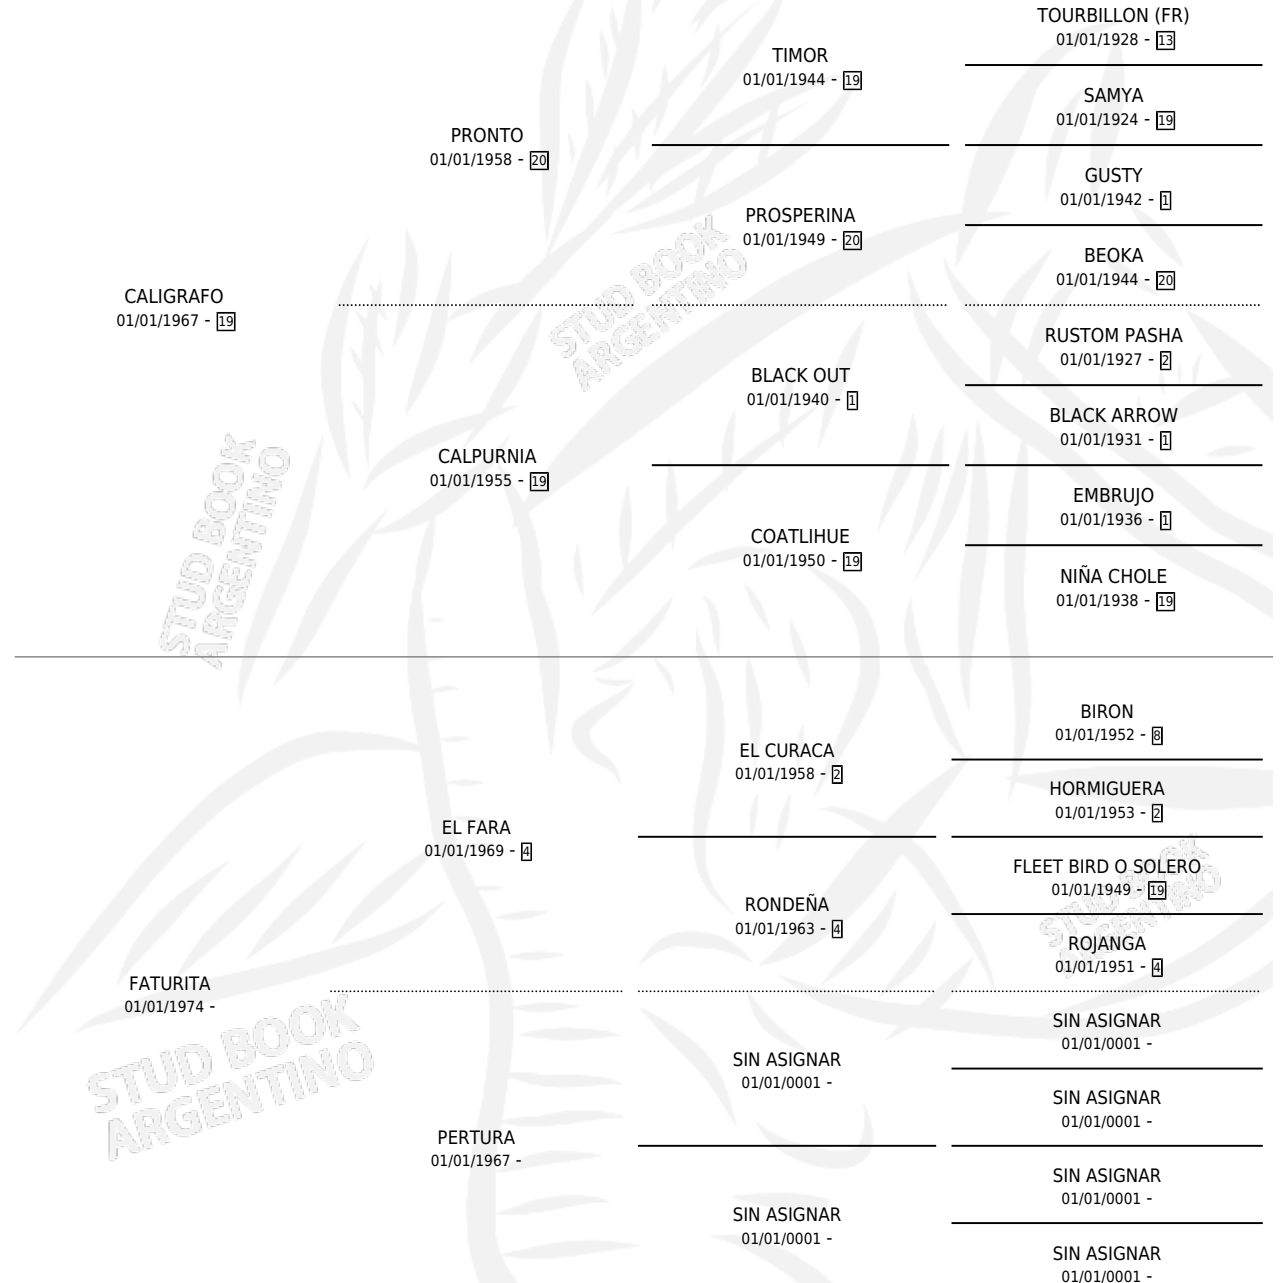 TOURBILLON (FR)
01/01/1928 - 13
TIMOR
01/01/1944 - 19
SAMYA
01/01/1924 - 19
PRONTO
01/01/1958 - 20
GUSTY
01/01/1942 - 1
PROSPERINA
01/01/1949 - 20
BEOKA
01/01/1944 - 20
CALIGRAFO
01/01/1967 - 19
RUSTOM PASHA
01/01/1927 - 2
BLACK OUT
01/01/1940 - 1
BLACK ARROW
01/01/1931 - 1
CALPURNIA
01/01/1955 - 19
EMBRUJO
01/01/1936 - 1
COATLIHUE
01/01/1950 - 19
NIÑA CHOLE
01/01/1938 - 19
STUD BOOK
ARGENTINO
STUD BOOK
ARGENTINO
BIRON
01/01/1952 - 8
EL CURACA
01/01/1958 - 2
HORMIGUERA
01/01/1953 - 2
EL FARA
01/01/1969 - 4
FLEET BIRD O SOLERO
01/01/1949 - 19
RONDEÑA
01/01/1963 - 4
ROJANGA
01/01/1951 - 4
STUD BOOK
ARGENTINO
FATURITA
01/01/1974 -
SIN ASIGNAR
01/01/0001 -
SIN ASIGNAR
01/01/0001 -
SIN ASIGNAR
01/01/0001 -
STUD BOOK
ARGENTINO
PERTURA
01/01/1967 -
SIN ASIGNAR
01/01/0001 -
SIN ASIGNAR
01/01/0001 -
SIN ASIGNAR
01/01/0001 -